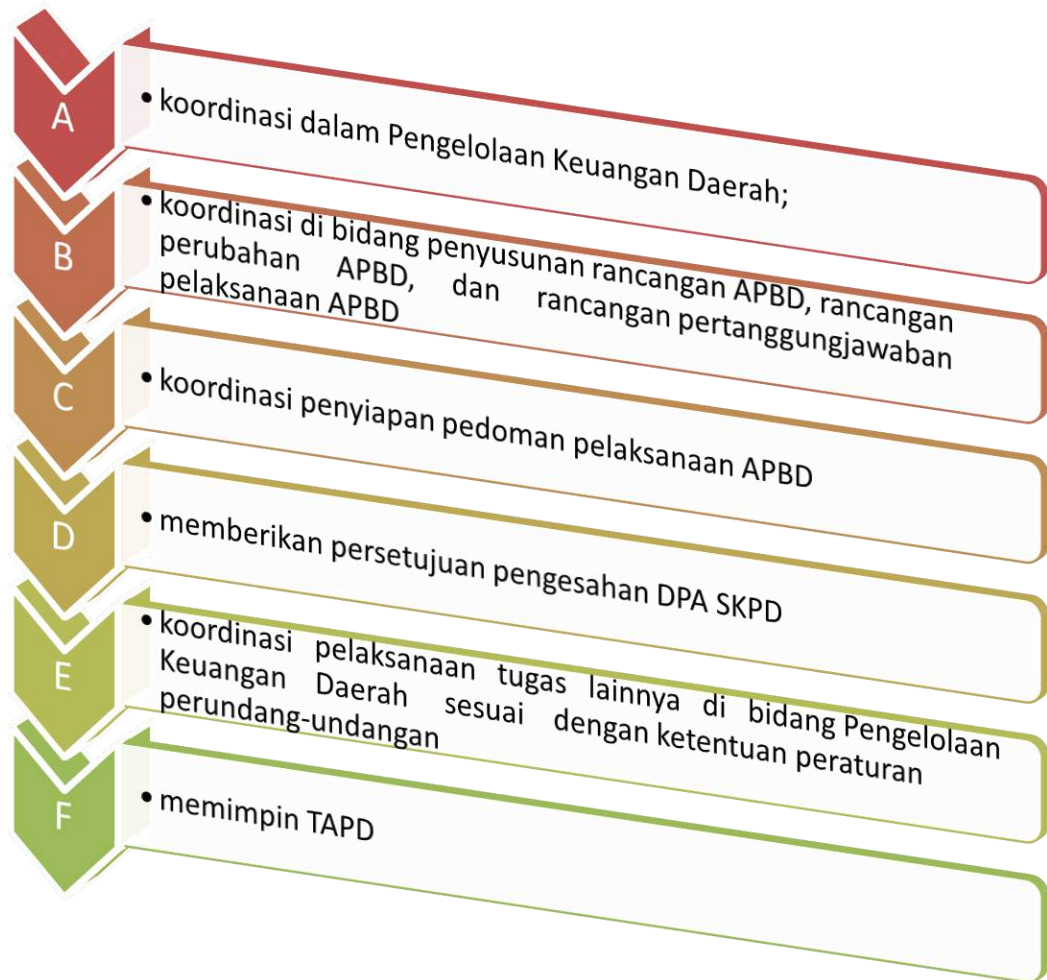 A
• koordinasi dalam Pengelolaan Keuangan Daerah;
B
• koordinasi di bidang penyusunan rancangan APBD, rancangan
perubahan APBD, dan rancangan pertanggungjawaban
pelaksanaan APBD
C
• koordinasi penyiapan pedoman pelaksanaan APBD
D
• memberikan persetujuan pengesahan DPA SKPD
E
• koordinasi pelaksanaan tugas lainnya di bidang Pengelolaan
Keuangan Daerah sesuai dengan ketentuan peraturan
perundang-undangan
F
• memimpin TAPD